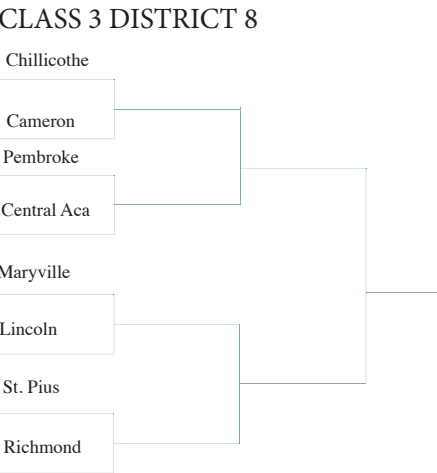 CLASS 3 DISTRICT 8
Chillicothe
Cameron
Pembroke
Central Aca
Maryville
Lincoln
St. Pius
Richmond